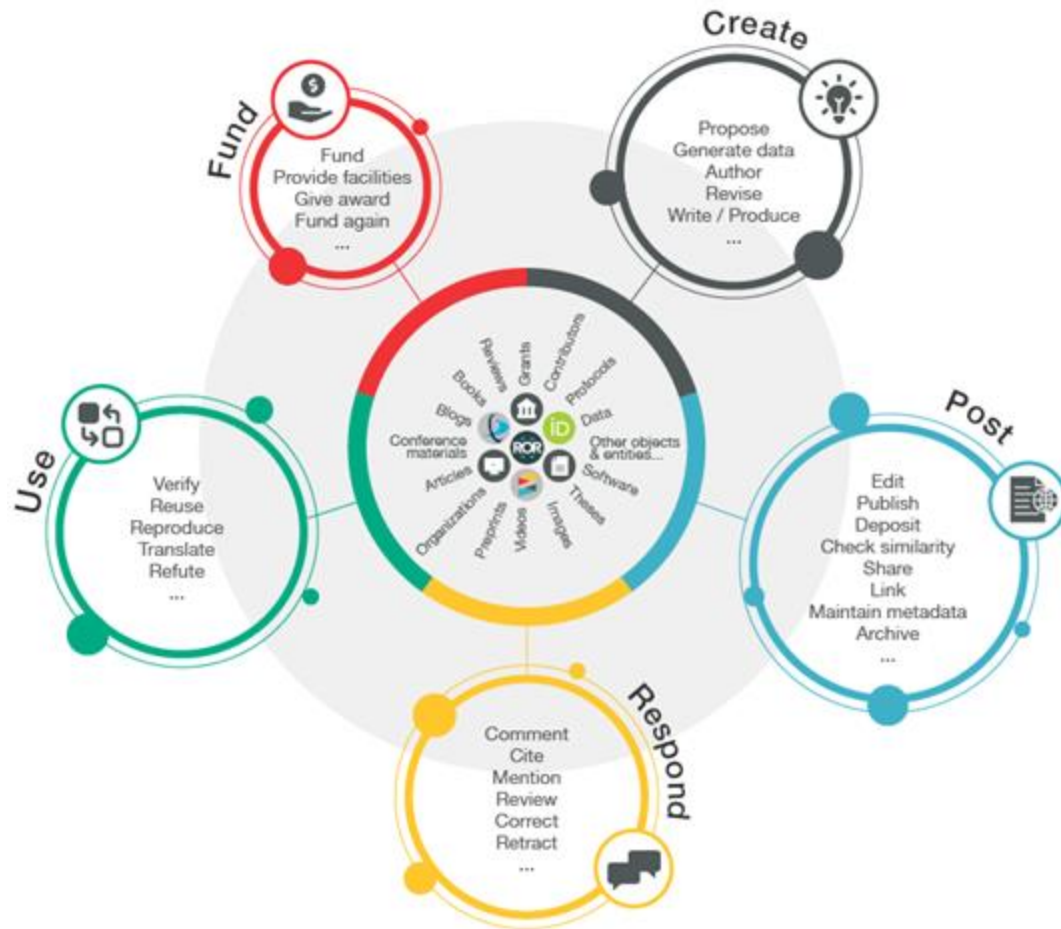 Fund
Fund
Provide facilities
Give award
Fund again
...
Create
Propose
Generate data
Author
Revise
Write / Produce
...
Post
Edit
Publish
Deposit
Check similarity
Share
Link
Maintain metadata
Archive
...
Respond
Comment
Cite
Mention
Review
Correct
Retract
...
Use
Verify
Reuse
Reproduce
Translate
Refute
...
Grants
Contributors
Protocols
Data
Other objects
& entities...
Software
Theses
Images
Videos
Preprints
Organizations
Articles
Conference
materials
Blogs
Books
Reviews
iD
ROR
$